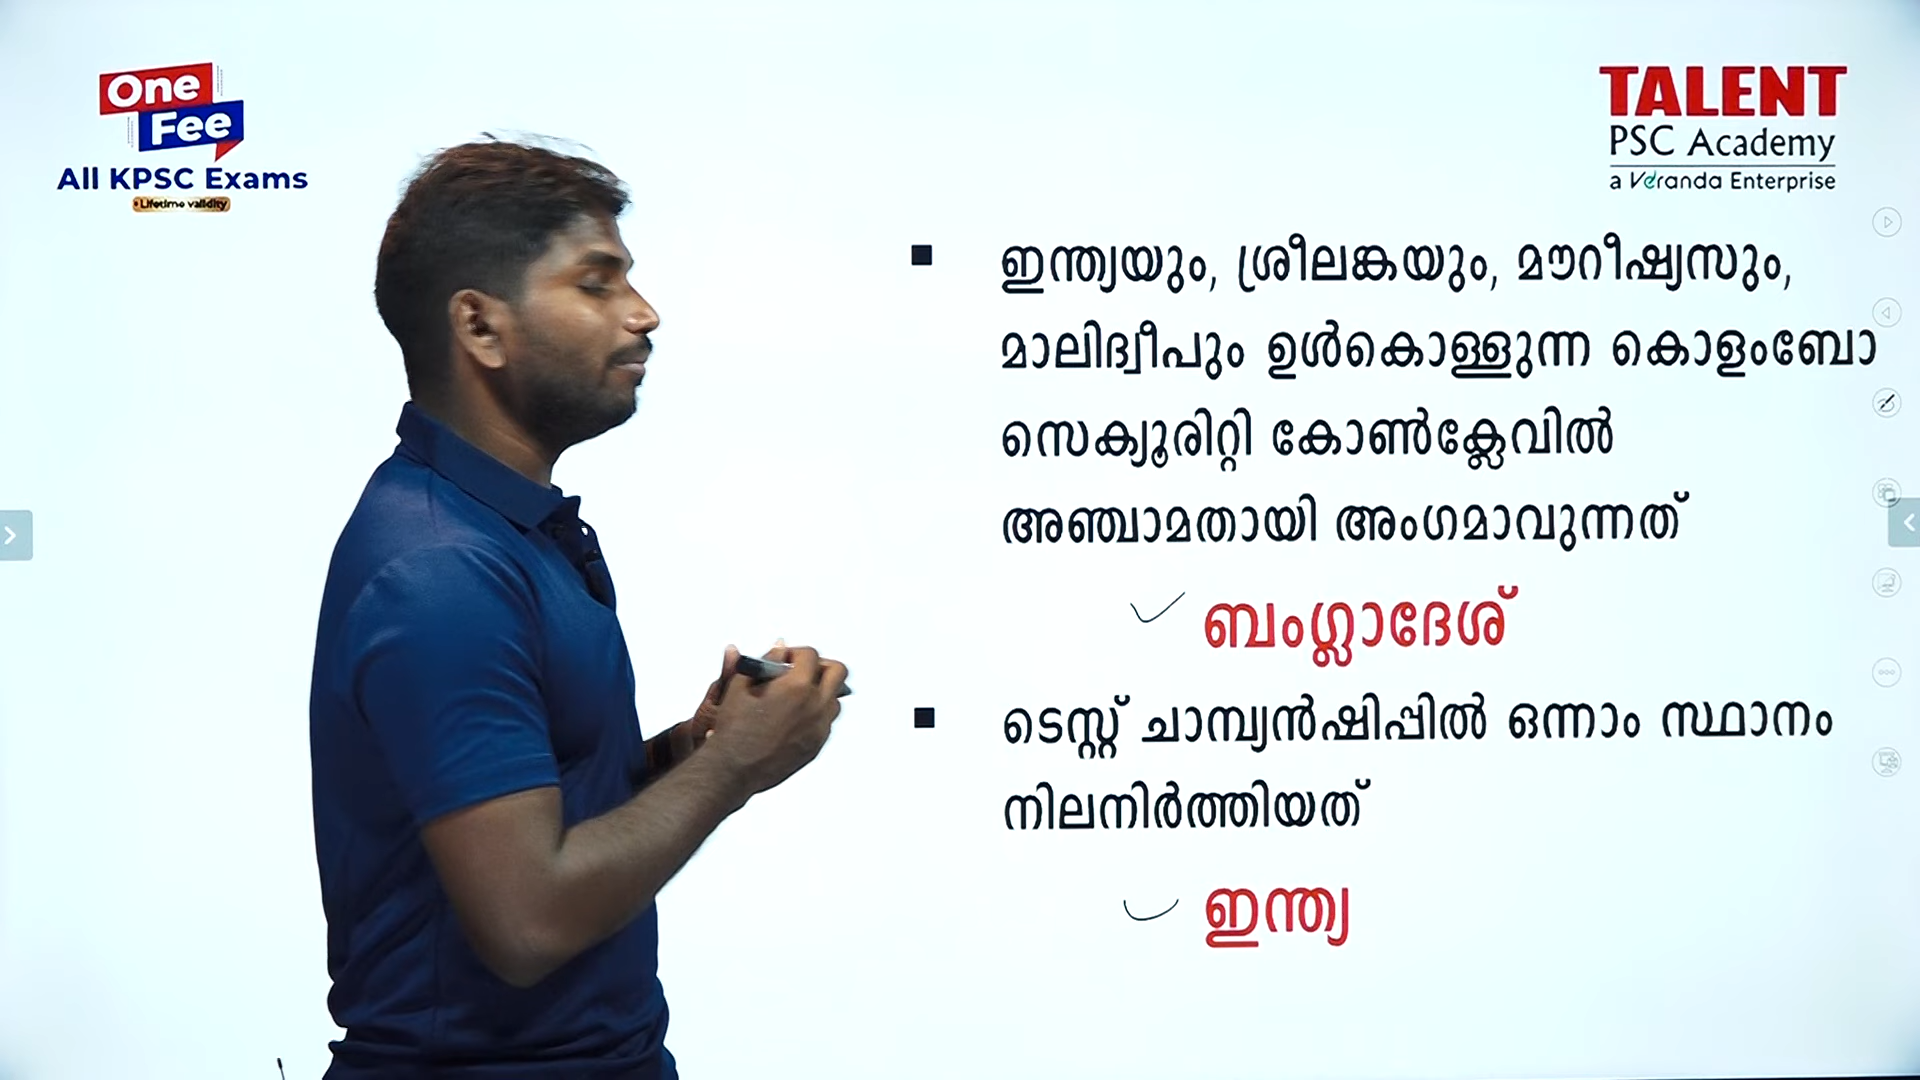 One
Fee
All KPSC Exams
Lifetime validity
TALENT
PSC Academy
a Veranda Enterprise
ഇന്ത്യയും, ശ്രീലങ്കയും, മൗറീഷ്യസും,
മാലിദ്വീപും ഉൾകൊള്ളുന്ന കൊളംബോ
സെക്യൂരിറ്റി കോൺക്ലേവിൽ
അഞ്ചാമതായി അംഗമാവുന്നത്
ബംഗ്ലാദേശ്
ടെസ്റ്റ് ചാമ്പ്യൻഷിപ്പിൽ ഒന്നാം സ്ഥാനം
നിലനിർത്തിയത്
ഇന്ത്യ